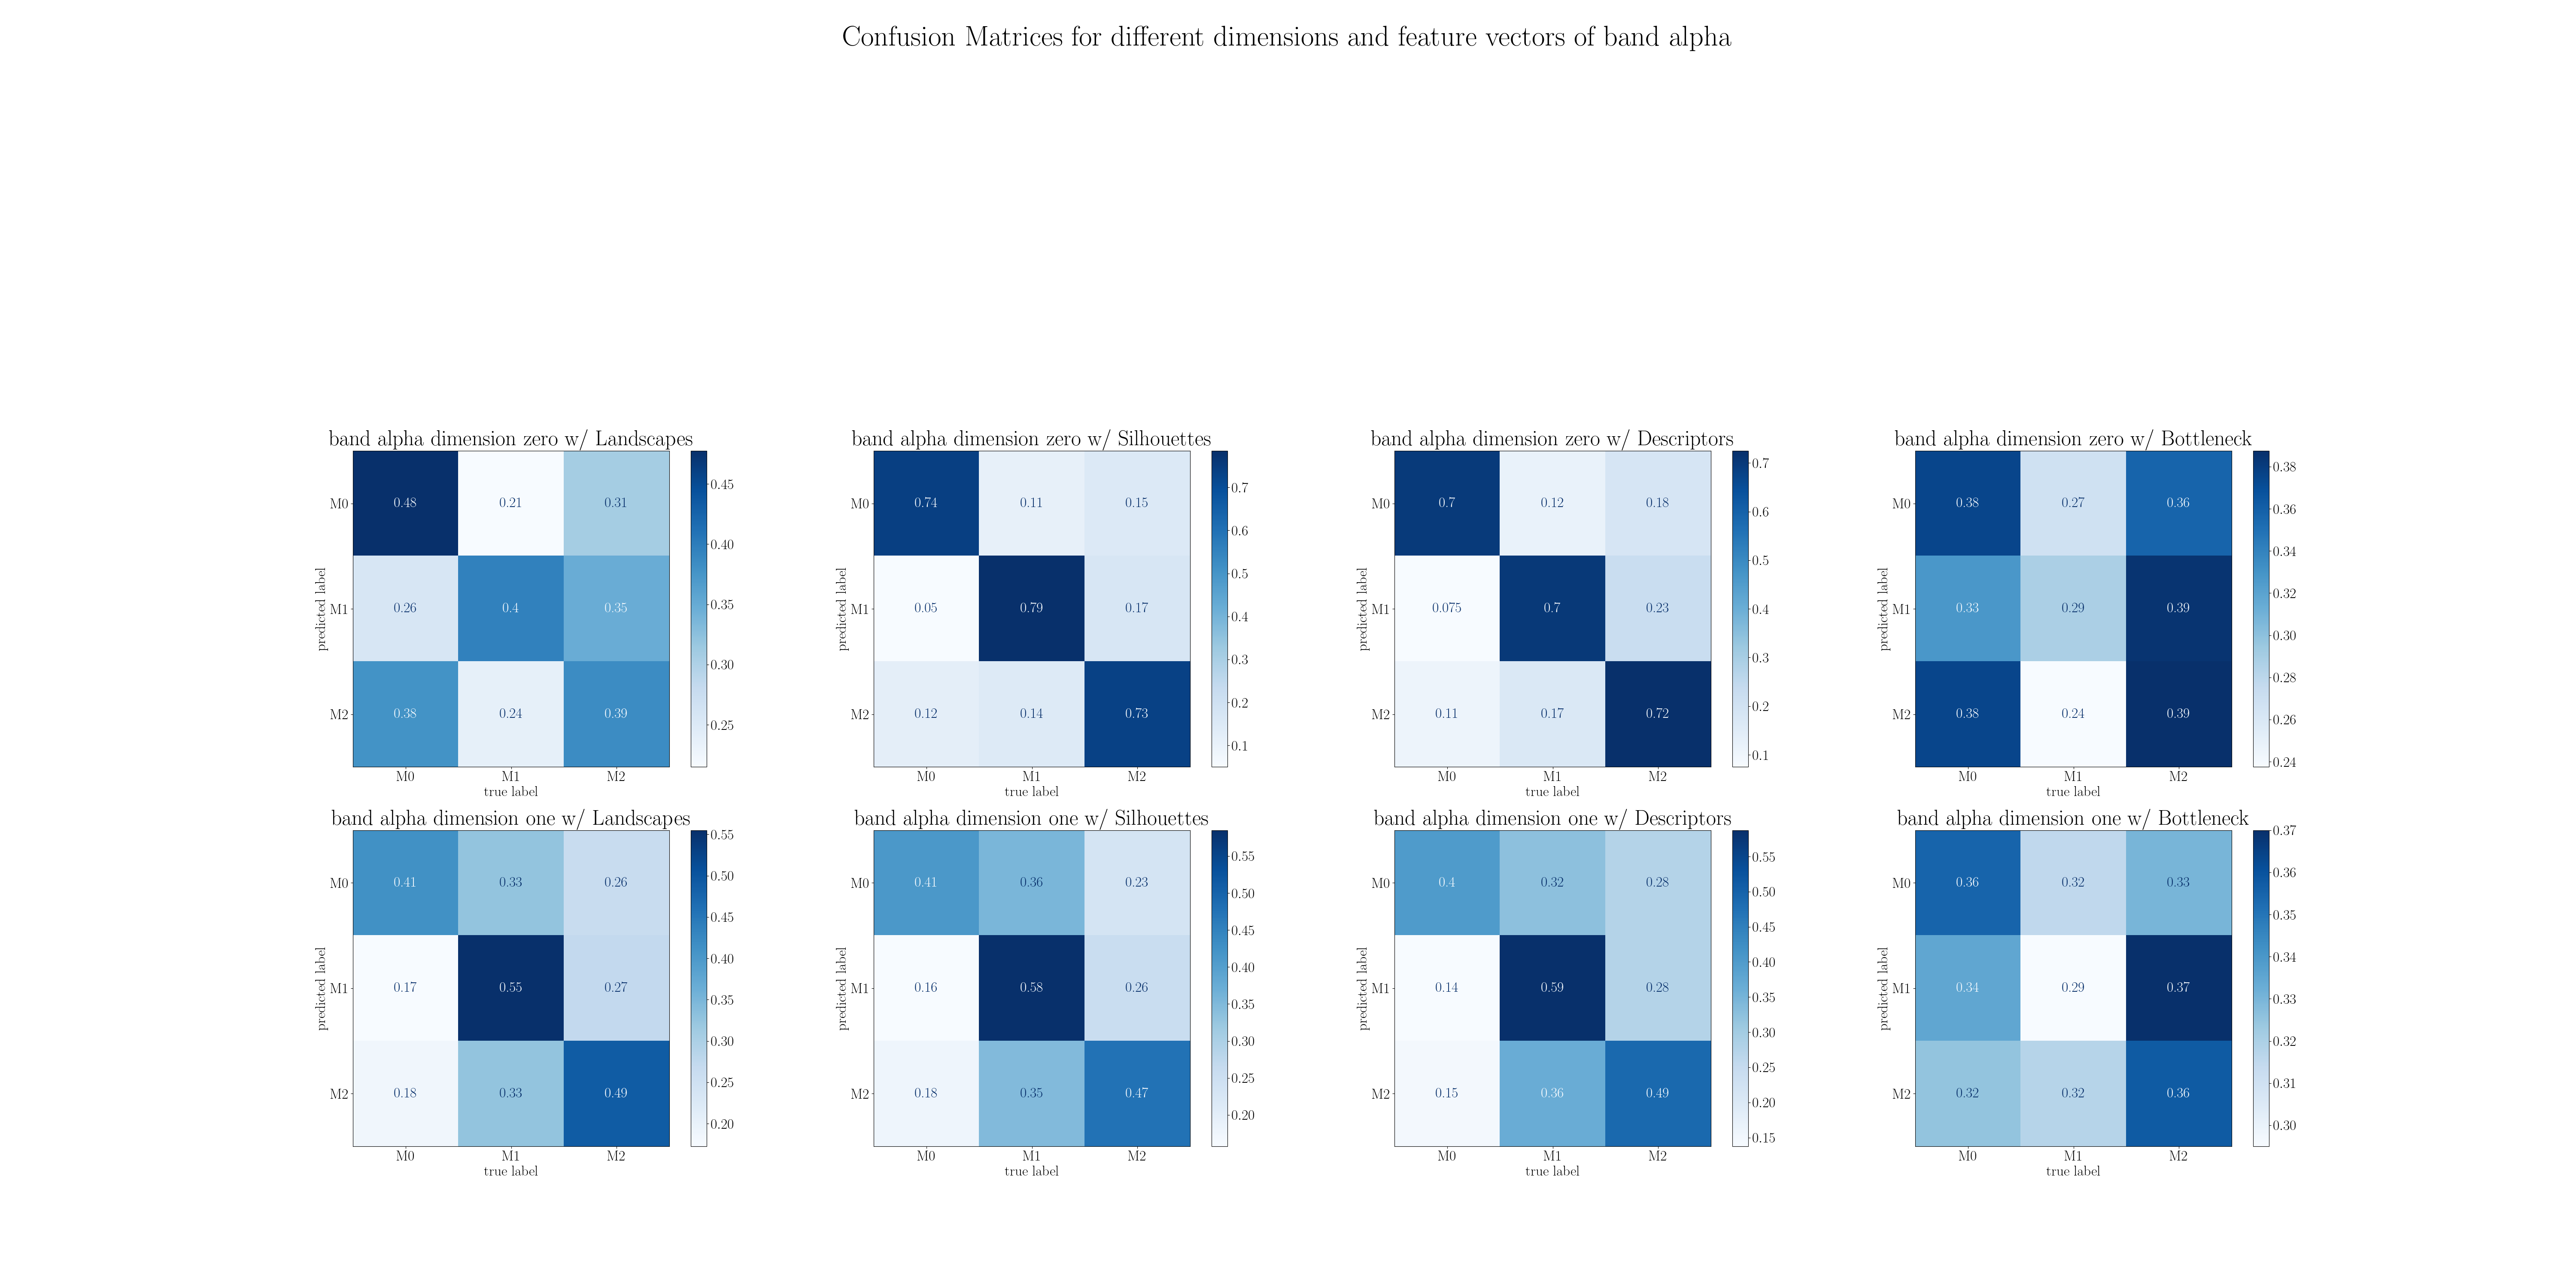 Confusion Matrices for different dimensions and feature vectors of band alpha
band alpha dimension zero w/ Landscapes
predicted label
M0 0.48 0.21 0.31
M1 0.26 0.4 0.35
M2 0.38 0.24 0.39
M0 M1 M2
true label
0.45
0.40
0.35
0.30
0.25
band alpha dimension zero w/ Silhouettes
predicted label
M0 0.74 0.11 0.15
M1 0.05 0.79 0.17
M2 0.12 0.14 0.73
M0 M1 M2
true label
0.7
0.6
0.5
0.4
0.3
0.2
0.1
band alpha dimension zero w/ Descriptors
predicted label
M0 0.7 0.12 0.18
M1 0.075 0.7 0.23
M2 0.11 0.17 0.72
M0 M1 M2
true label
0.7
0.6
0.5
0.4
0.3
0.2
0.1
band alpha dimension zero w/ Bottleneck
predicted label
M0 0.38 0.27 0.36
M1 0.33 0.29 0.39
M2 0.38 0.24 0.39
M0 M1 M2
true label
0.38
0.36
0.34
0.32
0.30
0.28
0.26
0.24
band alpha dimension one w/ Landscapes
predicted label
M0 0.41 0.33 0.26
M1 0.17 0.55 0.27
M2 0.18 0.33 0.49
M0 M1 M2
true label
0.55
0.50
0.45
0.40
0.35
0.30
0.25
0.20
band alpha dimension one w/ Silhouettes
predicted label
M0 0.41 0.36 0.23
M1 0.16 0.58 0.26
M2 0.18 0.35 0.47
M0 M1 M2
true label
0.55
0.50
0.45
0.40
0.35
0.30
0.25
0.20
band alpha dimension one w/ Descriptors
predicted label
M0 0.4 0.32 0.28
M1 0.14 0.59 0.28
M2 0.15 0.36 0.49
M0 M1 M2
true label
0.55
0.50
0.45
0.40
0.35
0.30
0.25
0.20
0.15
band alpha dimension one w/ Bottleneck
predicted label
M0 0.36 0.32 0.33
M1 0.34 0.29 0.37
M2 0.32 0.32 0.36
M0 M1 M2
true label
0.37
0.36
0.35
0.34
0.33
0.32
0.31
0.30